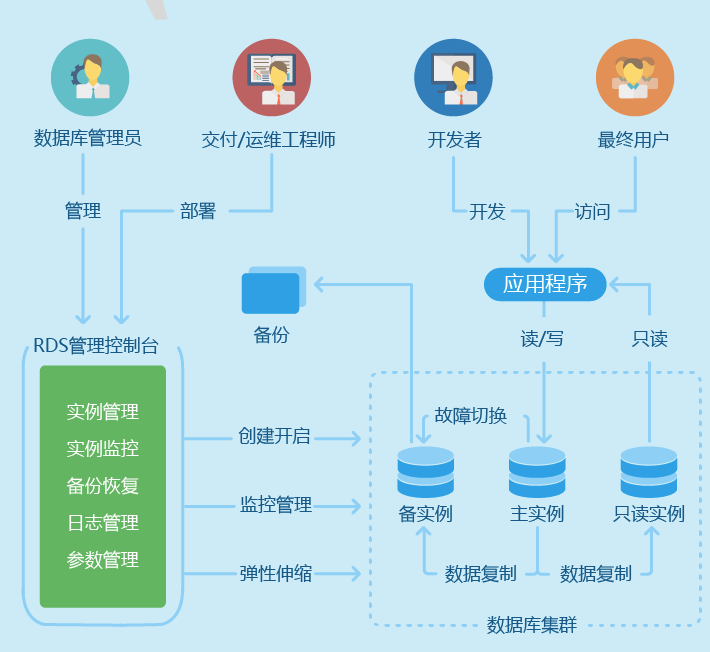 数据库管理员
交付/运维工程师
开发者
最终用户
管理
部署
开发
访问
应用程序
备份
读/写
只读
RDS管理控制台
实例管理
实例监控
备份恢复
日志管理
参数管理
创建开启
监控管理
弹性伸缩
故障切换
备实例
主实例
只读实例
数据复制
数据复制
数据库集群